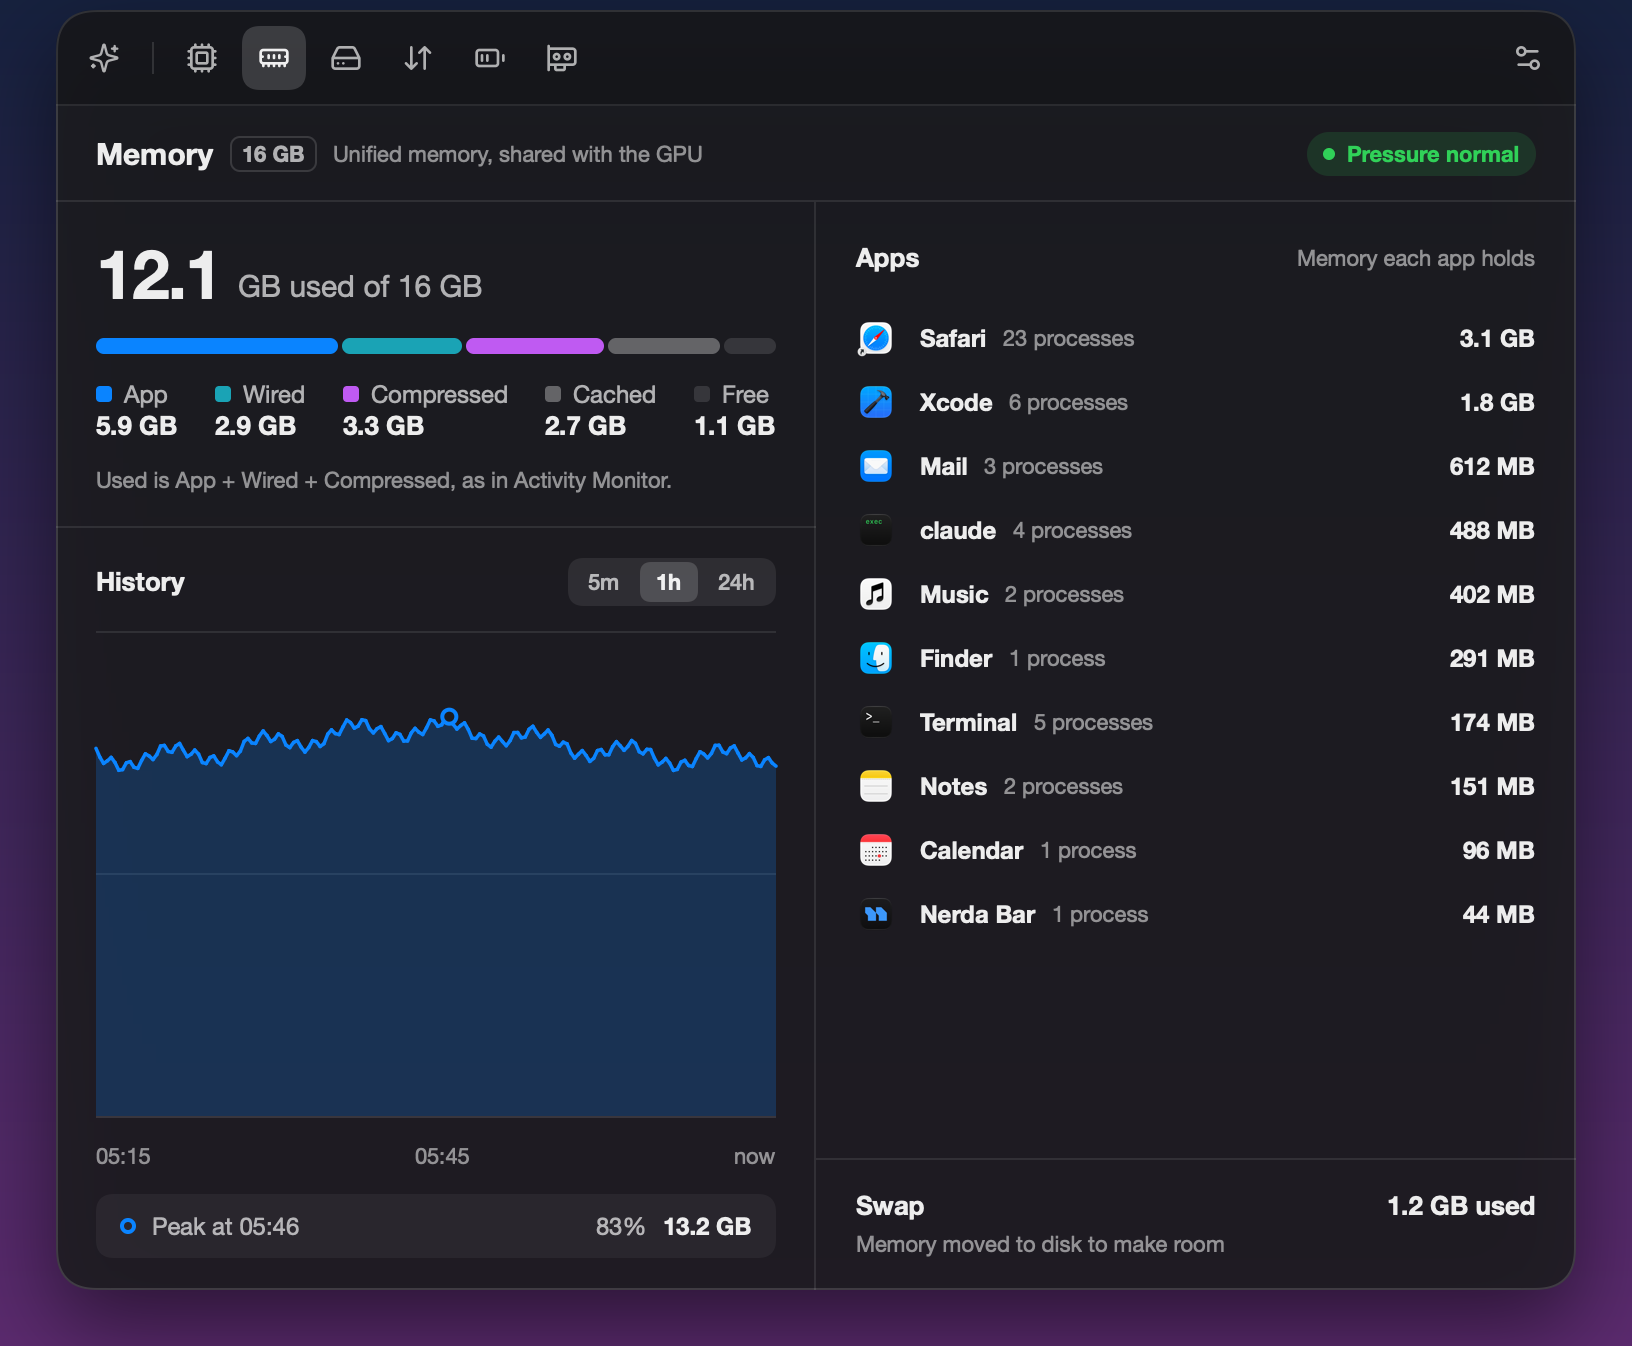 Memory 16 GB Unified memory, shared with the GPU Pressure normal
12.1 GB used of 16 GB
App Wired Compressed Cached Free
5.9 GB 2.9 GB 3.3 GB 2.7 GB 1.1 GB
Used is App + Wired + Compressed, as in Activity Monitor.
History 5m 1h 24h
05:15 05:45 now
Peak at 05:46 83% 13.2 GB
Apps Memory each app holds
Safari 23 processes 3.1 GB
Xcode 6 processes 1.8 GB
Mail 3 processes 612 MB
exec
claude 4 processes 488 MB
Music 2 processes 402 MB
Finder 1 process 291 MB
>_
Terminal 5 processes 174 MB
Notes 2 processes 151 MB
Calendar 1 process 96 MB
Nerda Bar 1 process 44 MB
Swap 1.2 GB used
Memory moved to disk to make room